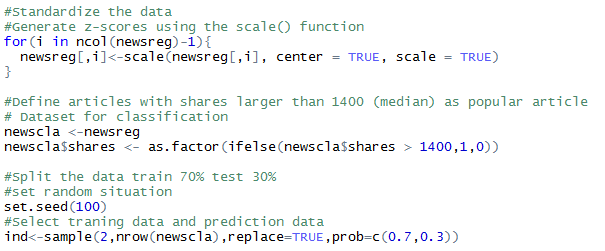 #Standardize the data
#Generate z-scores using the scale() function
for(i in ncol(newsreg)-1){
  newsreg[,i]<-scale(newsreg[,i], center = TRUE, scale = TRUE)
}

#Define articles with shares larger than 1400 (median) as popular article
# Dataset for classification
newscla <-newsreg
newscla$shares <- as.factor(ifelse(newscla$shares > 1400,1,0))

#Split the data train 70% test 30%
#set random situation
set.seed(100)
#Select traning data and prediction data
ind<-sample(2,nrow(newscla),replace=TRUE,prob=c(0.7,0.3))